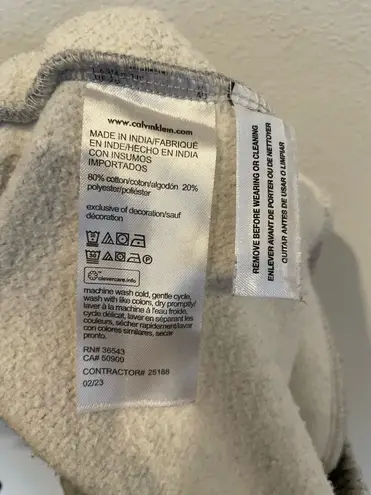 www.calvinklein.com
MADE IN INDIA/FABRIQUÉ
EN INDE/HECHO EN INDIA
CON INSUMOS
IMPORTADOS
80% cotton/coton/algodón 20%
polyester/poliéster
exclusive of decoration/sauf
décoration
clevercare.info
machine wash cold, gentle cycle,
wash with like colors, dry promptly/
laver à la machine à l'eau froide,
cycle délicat, laver en séparant les
couleurs, sécher rapidement/lavar
con colores similares, secar
pronto.
RN# 36543
CA# 50900
CONTRACTOR# 25188
02/23
REMOVE BEFORE WEARING OR CLEANING
ENLEVER AVANT DE PORTER OU DE NETTOYER
QUITAR ANTES DE USAR O LIMPIAR